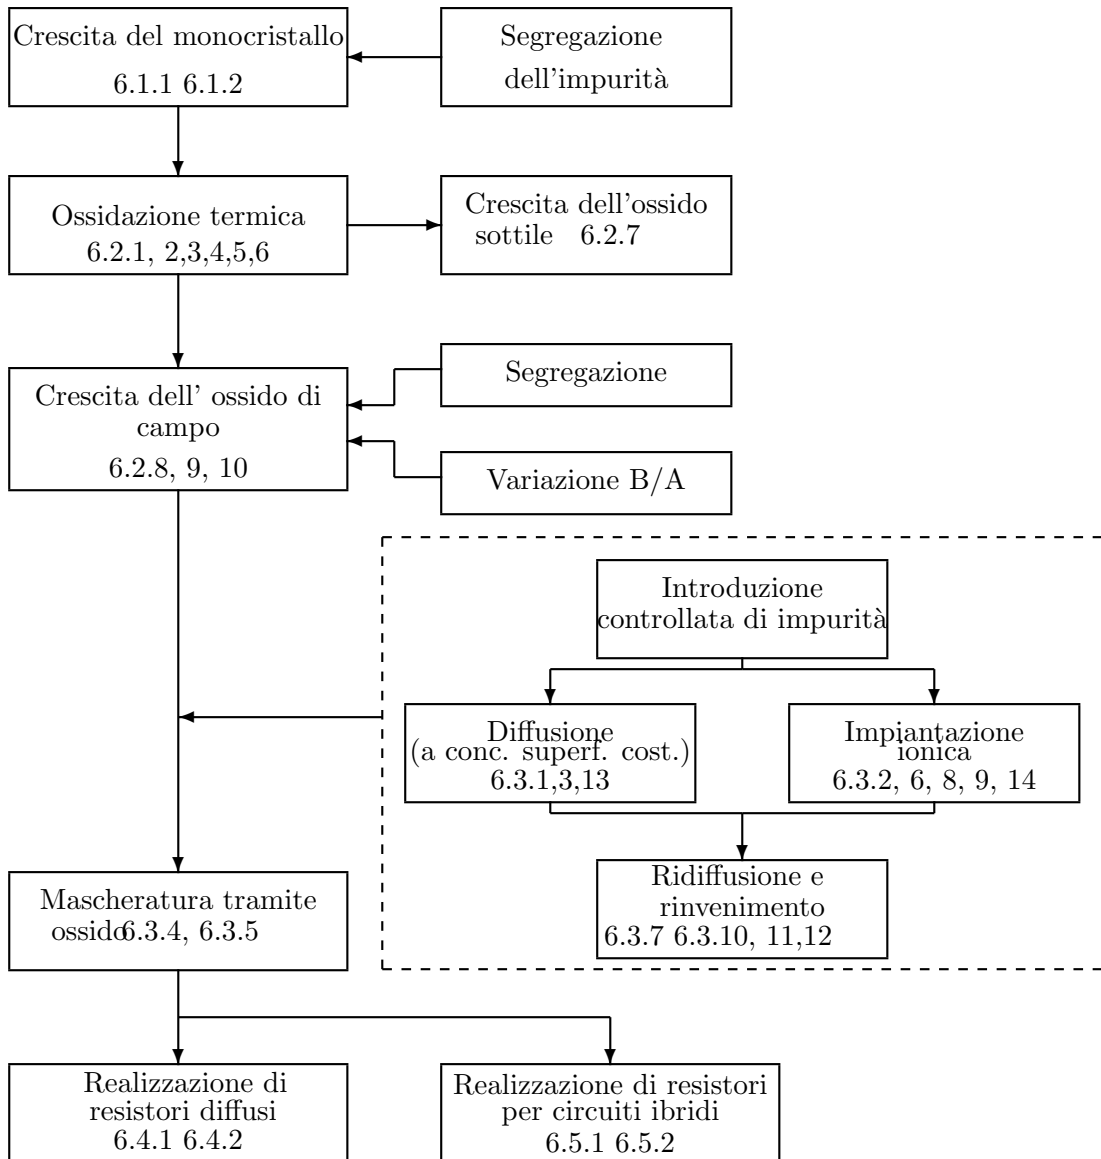 Crescita del monocristallo
6.1.1 6.1.2
Segregazione
dell'impurità
Ossidazione termica
6.2.1, 2,3,4,5,6
Crescita dell'ossido
sottile 6.2.7
Crescita dell' ossido di
campo
6.2.8, 9, 10
Segregazione
Variazione B/A
Introduzione
controllata di impurità
Diffusione
(a conc. superf. cost.)
6.3.1,3,13
Impiantazione
ionica
6.3.2, 6, 8, 9, 14
Ridiffusione e
rinvenimento
6.3.7 6.3.10, 11,12
Mascheratura tramite
ossido6.3.4, 6.3.5
Realizzazione di
resistori diffusi
6.4.1 6.4.2
Realizzazione di resistori
per circuiti ibridi
6.5.1 6.5.2